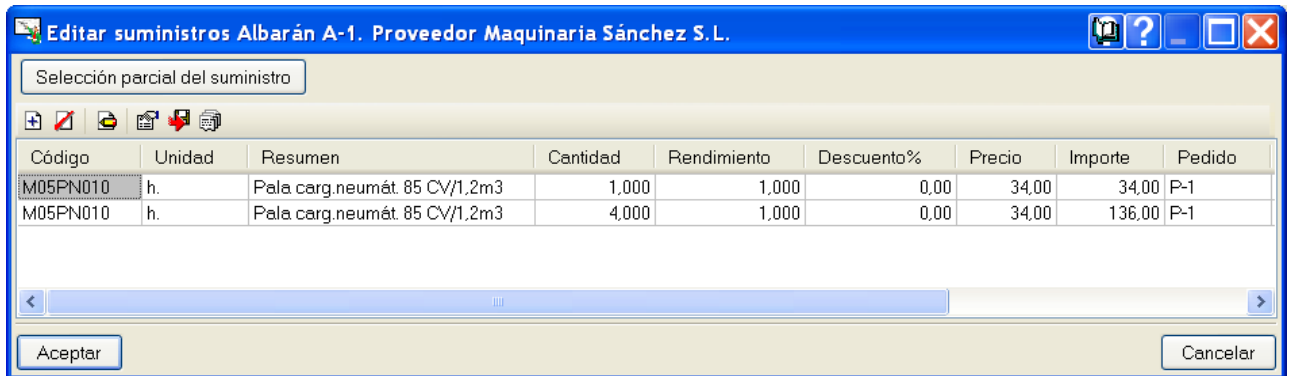 Editar suministros Albarán A-1. Proveedor Maquinaria Sánchez S.L.
Selección parcial del suministro
Código Unidad Resumen Cantidad Rendimiento Descuento% Precio Importe Pedido
M05PN010 h. Pala carg.neumát. 85 CV/1,2m3 1,000 1,000 0,00 34,00 34,00 P-1
M05PN010 h. Pala carg.neumát. 85 CV/1,2m3 4,000 1,000 0,00 34,00 136,00 P-1
Aceptar Cancelar